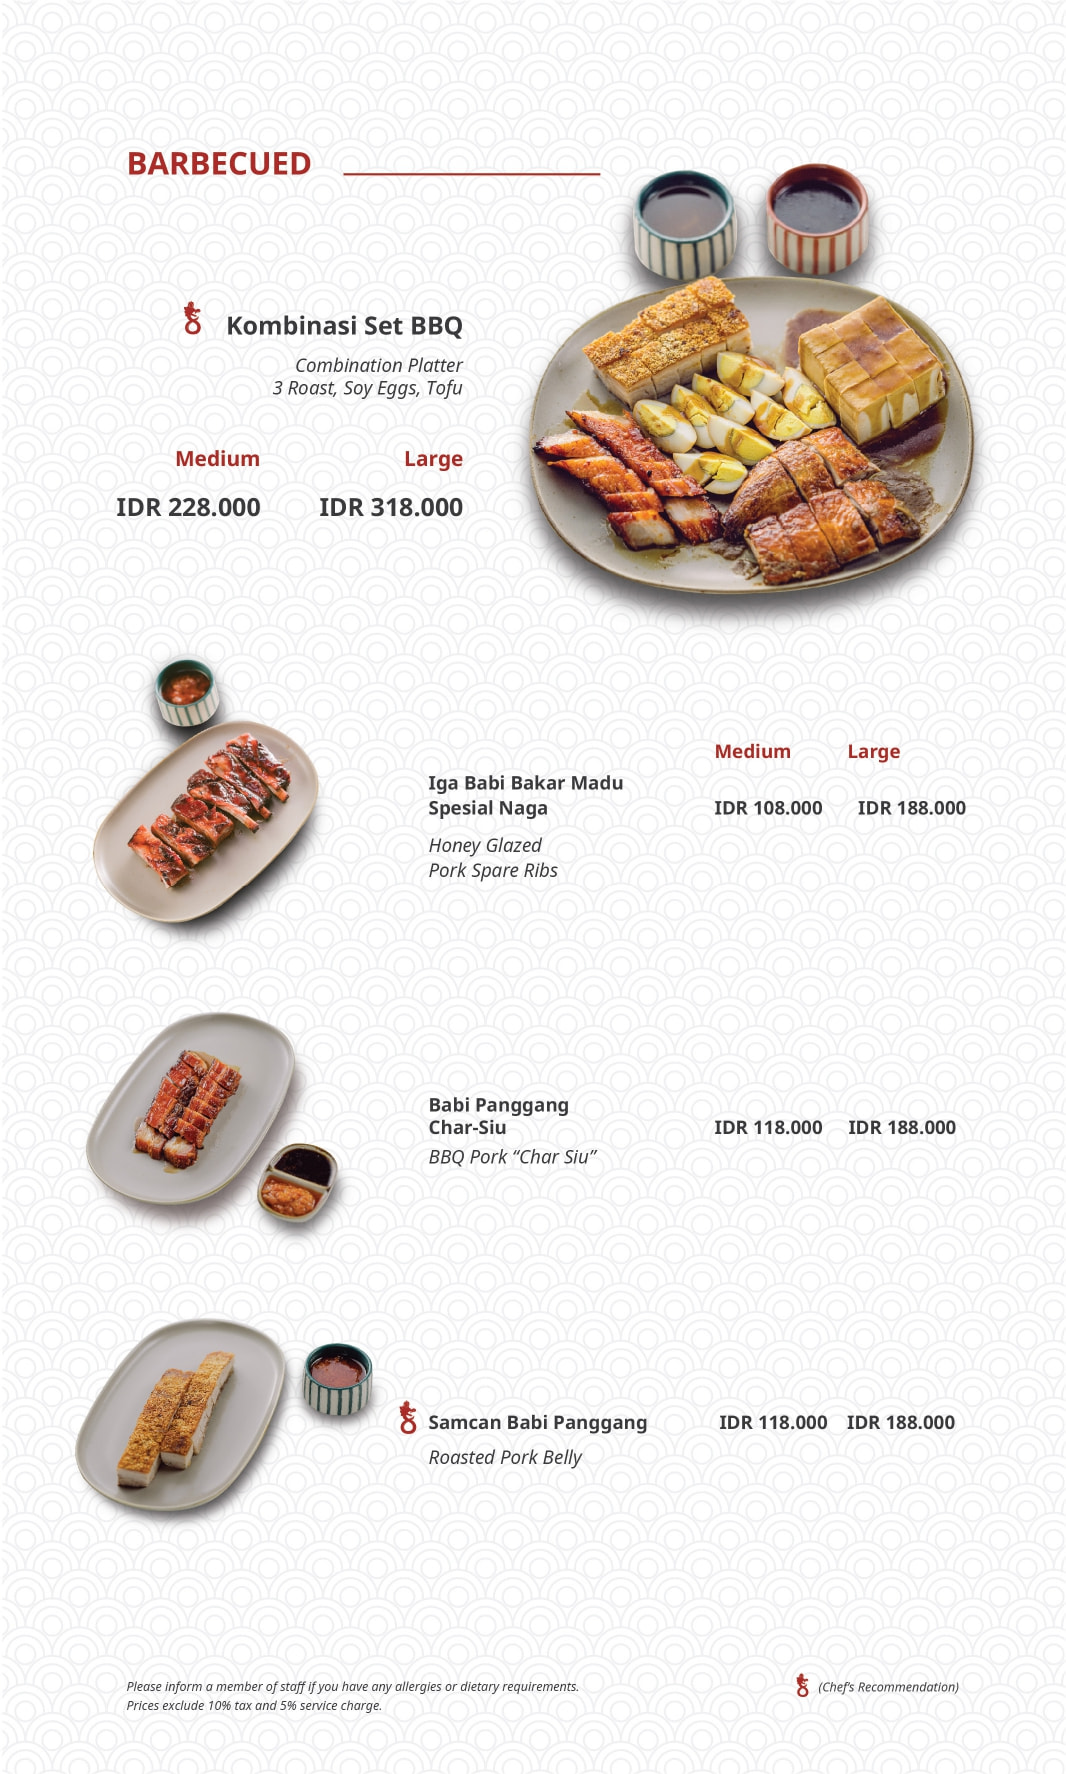 BARBECUED
Kombinasi Set BBQ
Combination Platter
3 Roast, Soy Eggs, Tofu
Medium Large
IDR 228.000 IDR 318.000
Medium Large
Iga Babi Bakar Madu
Spesial Naga IDR 108.000 IDR 188.000
Honey Glazed
Pork Spare Ribs
Babi Panggang
Char-Siu IDR 118.000 IDR 188.000
BBQ Pork “Char Siu”
Samcan Babi Panggang IDR 118.000 IDR 188.000
Roasted Pork Belly
Please inform a member of staff if you have any allergies or dietary requirements.
Prices exclude 10% tax and 5% service charge.
(Chef's Recommendation)